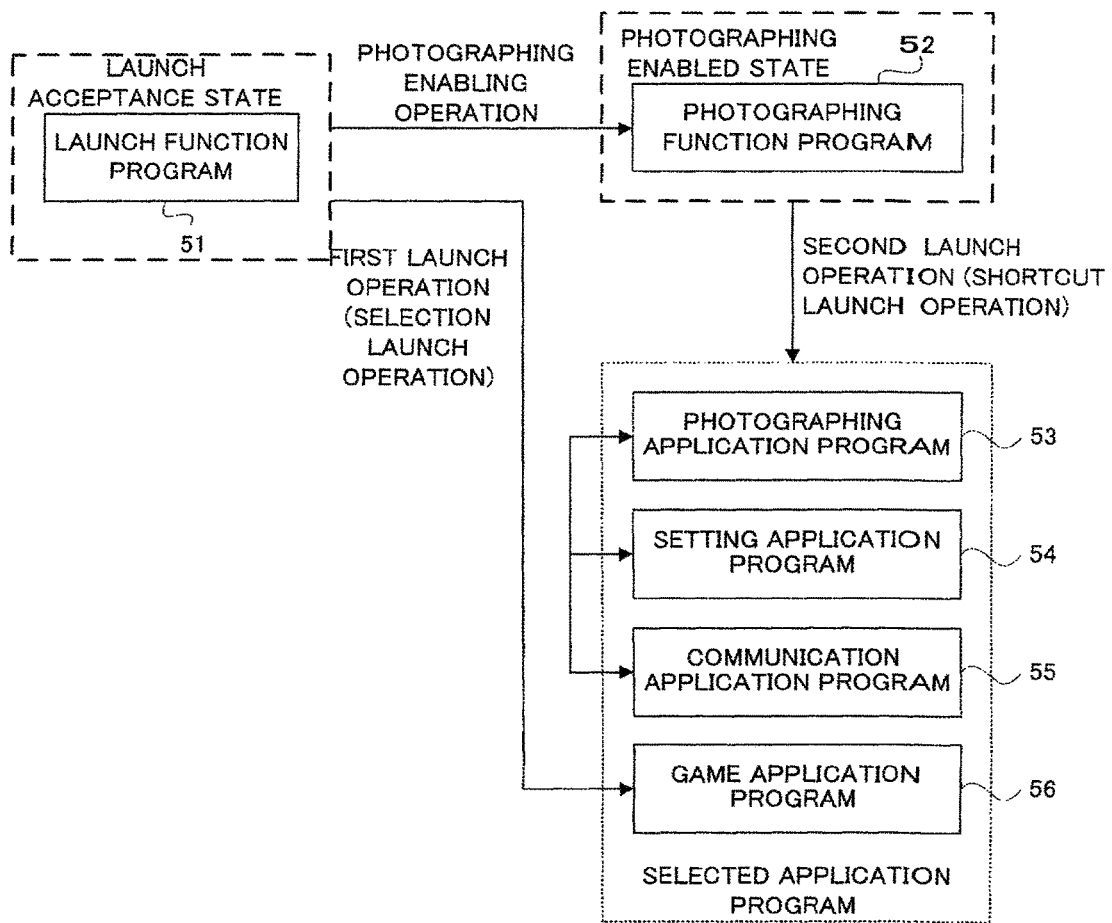 LAUNCH
ACCEPTANCE STATE
LAUNCH FUNCTION
PROGRAM
51
PHOTOGRAPHING
ENABLING
OPERATION
PHOTOGRAPHING
ENABLED STATE
52
PHOTOGRAPHING
FUNCTION PROGRAM
FIRST LAUNCH
OPERATION
(SELECTION
LAUNCH
OPERATION)
SECOND LAUNCH
OPERATION (SHORTCUT
LAUNCH OPERATION)
PHOTOGRAPHING
APPLICATION PROGRAM
53
SETTING APPLICATION
PROGRAM
54
COMMUNICATION
APPLICATION PROGRAM
55
GAME APPLICATION
PROGRAM
56
SELECTED APPLICATION
PROGRAM